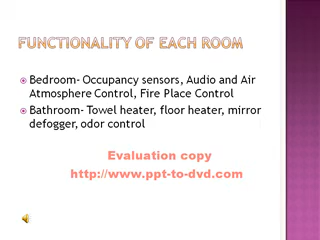 FUNCTIONALITY OF EACH ROOM
Bedroom- Occupancy sensors, Audio and Air
Atmosphere Control, Fire Place Control
Bathroom- Towel heater, floor heater, mirror
defogger, odor control
Evaluation copy
http://www.ppt-to-dvd.com